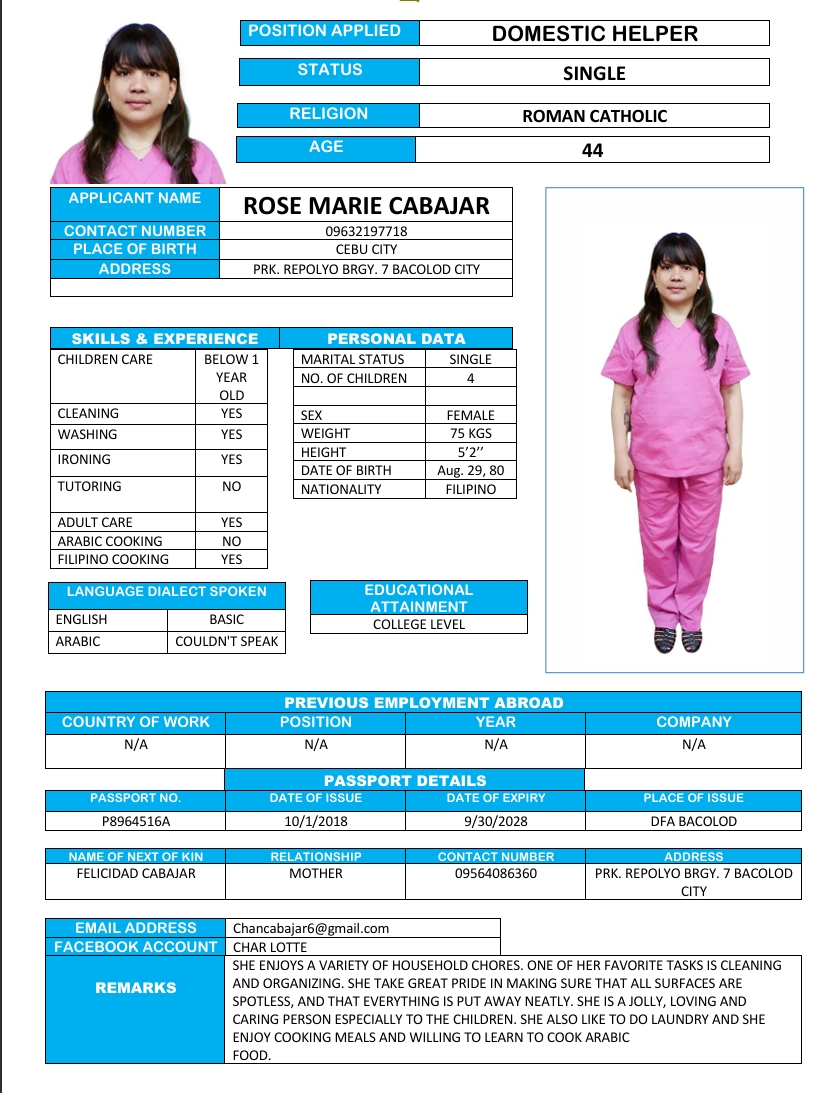 POSITION APPLIED DOMESTIC HELPER
STATUS SINGLE
RELIGION ROMAN CATHOLIC
AGE 44
APPLICANT NAME ROSE MARIE CABAJAR
CONTACT NUMBER 09632197718
PLACE OF BIRTH CEBU CITY
ADDRESS PRK. REPOLYO BRGY. 7 BACOLOD CITY
SKILLS & EXPERIENCE
CHILDREN CARE BELOW 1
YEAR
OLD
CLEANING YES
WASHING YES
IRONING YES
TUTORING NO
ADULT CARE YES
ARABIC COOKING NO
FILIPINO COOKING YES
PERSONAL DATA
MARITAL STATUS SINGLE
NO. OF CHILDREN 4
SEX FEMALE
WEIGHT 75 KGS
HEIGHT 5’2’’
DATE OF BIRTH Aug. 29, 80
NATIONALITY FILIPINO
LANGUAGE DIALECT SPOKEN
ENGLISH BASIC
ARABIC COULDN'T SPEAK
EDUCATIONAL
ATTAINMENT
COLLEGE LEVEL
PREVIOUS EMPLOYMENT ABROAD
COUNTRY OF WORK POSITION YEAR COMPANY
N/A N/A N/A N/A
PASSPORT DETAILS
PASSPORT NO. DATE OF ISSUE DATE OF EXPIRY PLACE OF ISSUE
P8964516A 10/1/2018 9/30/2028 DFA BACOLOD
NAME OF NEXT OF KIN RELATIONSHIP CONTACT NUMBER ADDRESS
FELICIDAD CABAJAR MOTHER 09564086360 PRK. REPOLYO BRGY. 7 BACOLOD
CITY
EMAIL ADDRESS Chancabajar6@gmail.com
FACEBOOK ACCOUNT CHAR LOTTE
REMARKS
SHE ENJOYS A VARIETY OF HOUSEHOLD CHORES. ONE OF HER FAVORITE TASKS IS CLEANING
AND ORGANIZING. SHE TAKE GREAT PRIDE IN MAKING SURE THAT ALL SURFACES ARE
SPOTLESS, AND THAT EVERYTHING IS PUT AWAY NEATLY. SHE IS A JOLLY, LOVING AND
CARING PERSON ESPECIALLY TO THE CHILDREN. SHE ALSO LIKE TO DO LAUNDRY AND SHE
ENJOY COOKING MEALS AND WILLING TO LEARN TO COOK ARABIC
FOOD.